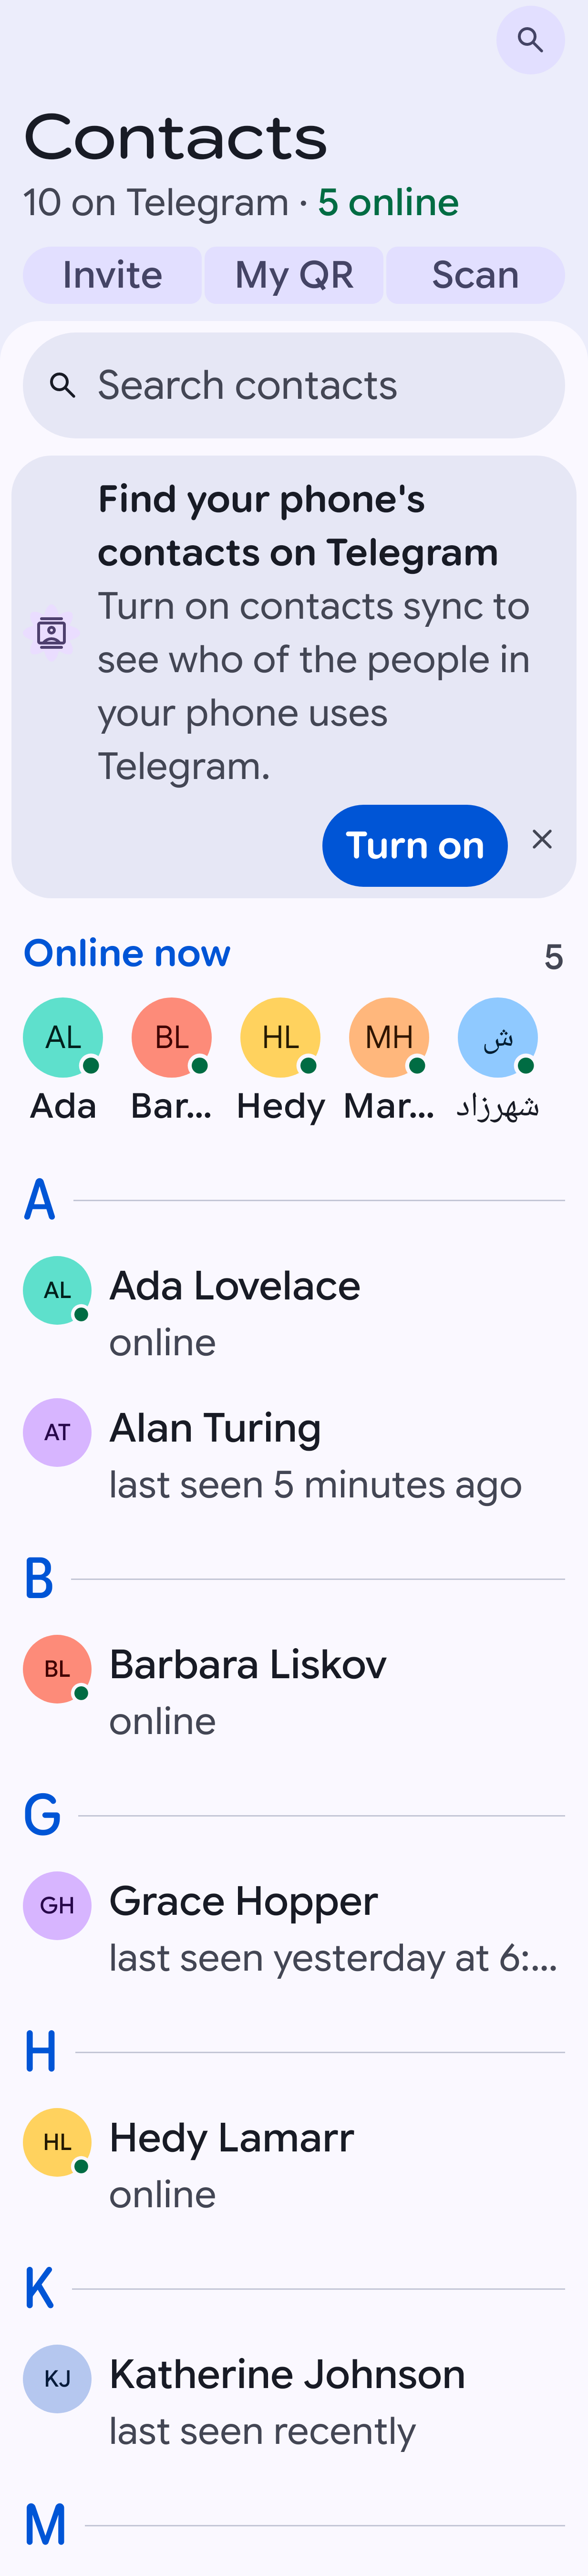 Contacts
10 on Telegram · 5 online
Invite
My QR
Scan
Search contacts
Find your phone's
contacts on Telegram
Turn on contacts sync to
see who of the people in
your phone uses
Telegram.
Turn on
Online now
5
AL
BL
HL
MH
ش
Ada
Bar...
Hedy
Mar...
شهرزاد
A
AL
Ada Lovelace
online
AT
Alan Turing
last seen 5 minutes ago
B
BL
Barbara Liskov
online
G
GH
Grace Hopper
last seen yesterday at 6:...
H
HL
Hedy Lamarr
online
K
KJ
Katherine Johnson
last seen recently
M